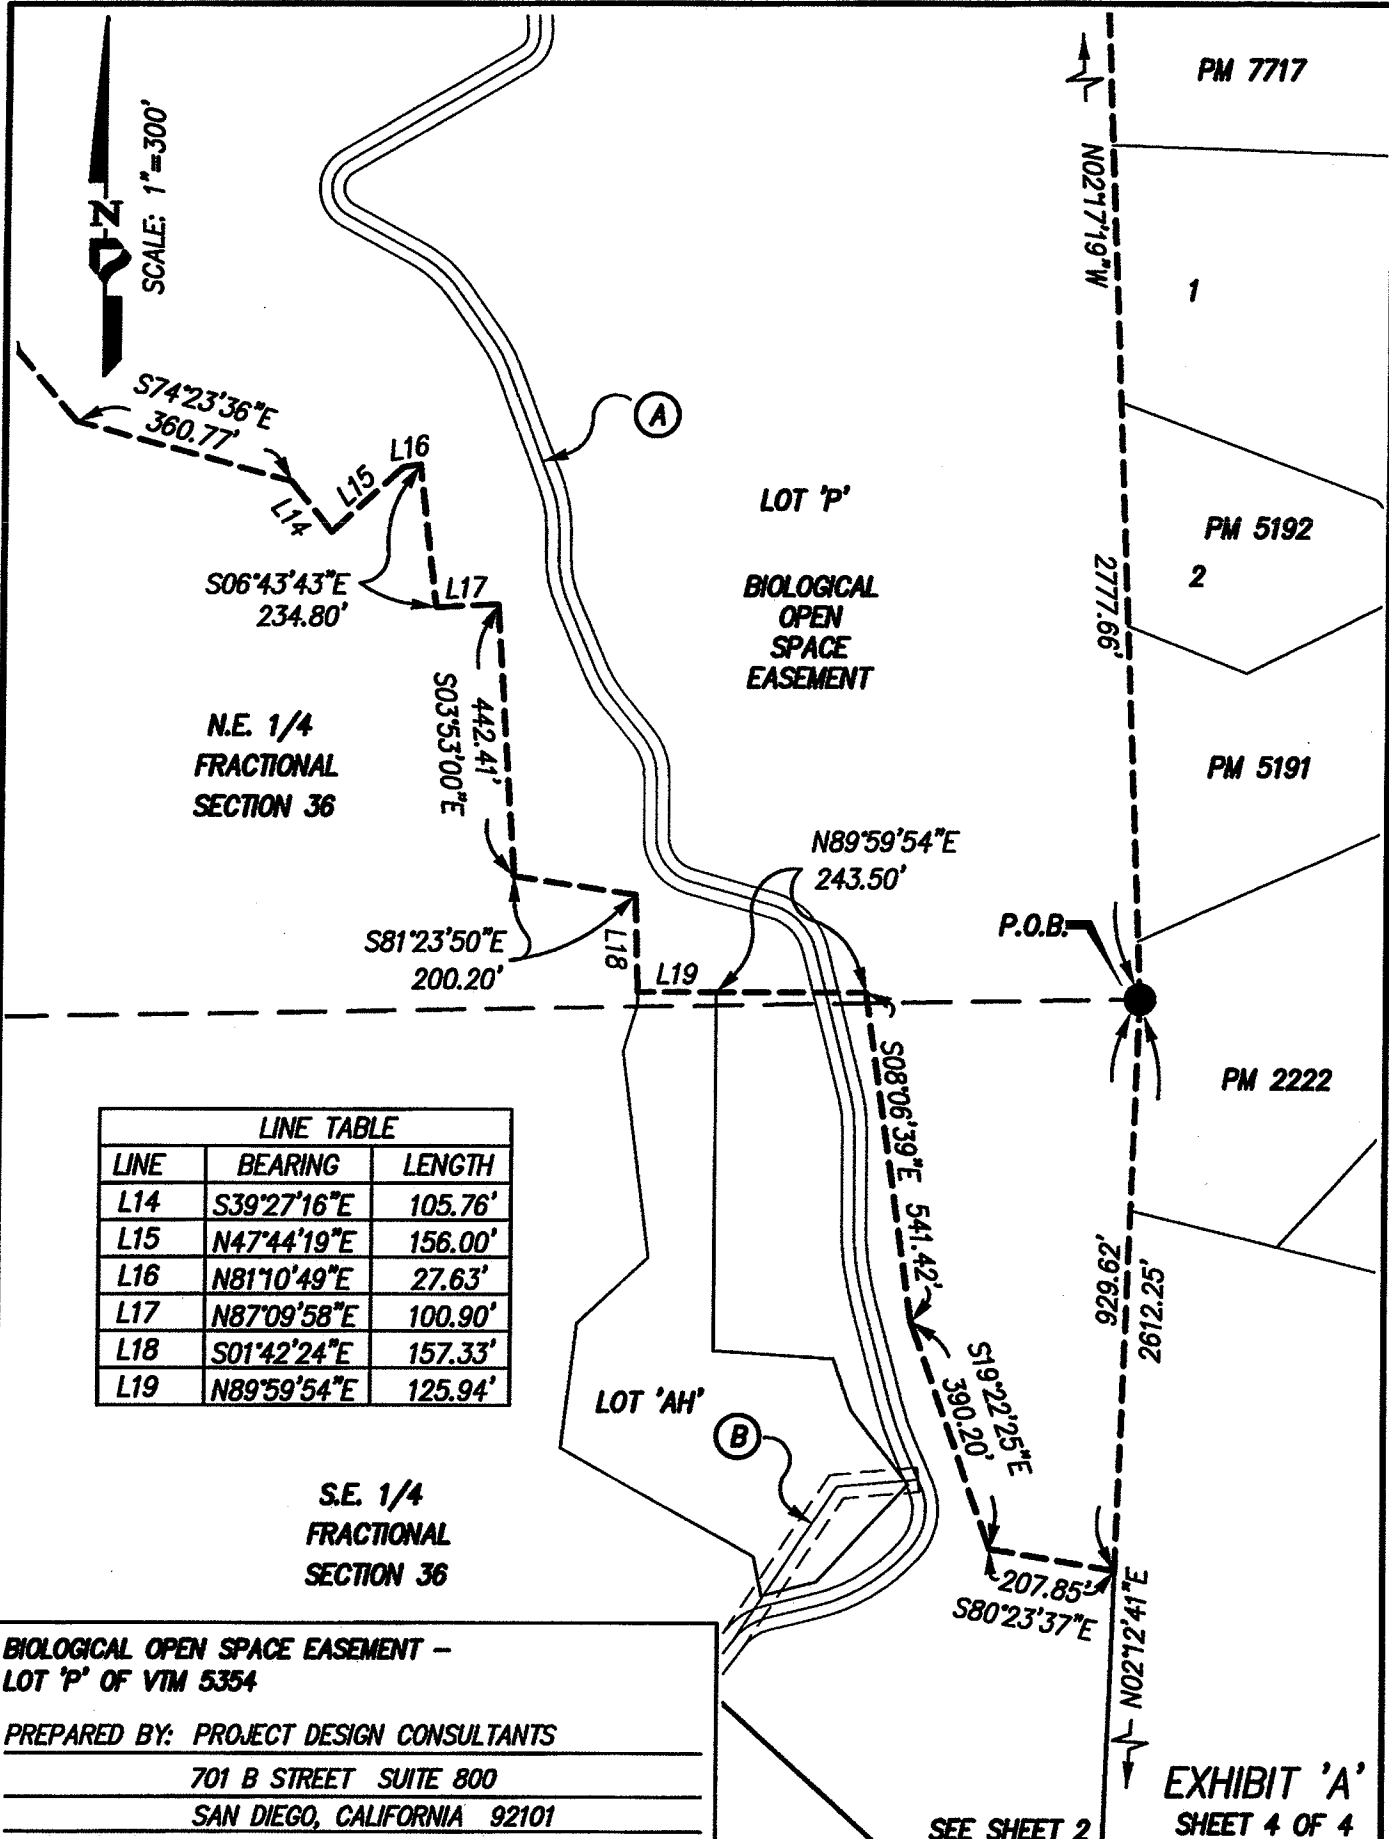 PM 7717
N
SCALE: 1"=300'
N02°17'19"W
1
S74°23'36"E
360.77'
A
L16
L15
L14
LOT 'P'
PM 5192
2
2777.66'
S06°43'43"E
234.80'
L17
BIOLOGICAL
OPEN
SPACE
EASEMENT
442.41'
S03°53'00"E
N.E. 1/4
FRACTIONAL
SECTION 36
PM 5191
N89°59'54"E
243.50'
P.O.B.
S81°23'50"E
200.20'
L18
L19
S08°06'39"E 541.42'
PM 2222
LINE TABLE
LINE BEARING LENGTH
L14 S39°27'16"E 105.76'
L15 N47°44'19"E 156.00'
L16 N81°10'49"E 27.63'
L17 N87°09'58"E 100.90'
L18 S01°42'24"E 157.33'
L19 N89°59'54"E 125.94'
929.62'
2612.25'
S19°22'25"E
390.20'
LOT 'AH'
B
S.E. 1/4
FRACTIONAL
SECTION 36
207.85'
S80°23'37"E
N02°12'41"E
BIOLOGICAL OPEN SPACE EASEMENT –
LOT 'P' OF VTM 5354
PREPARED BY: PROJECT DESIGN CONSULTANTS
701 B STREET SUITE 800
SAN DIEGO, CALIFORNIA 92101
SEE SHEET 2
EXHIBIT 'A'
SHEET 4 OF 4